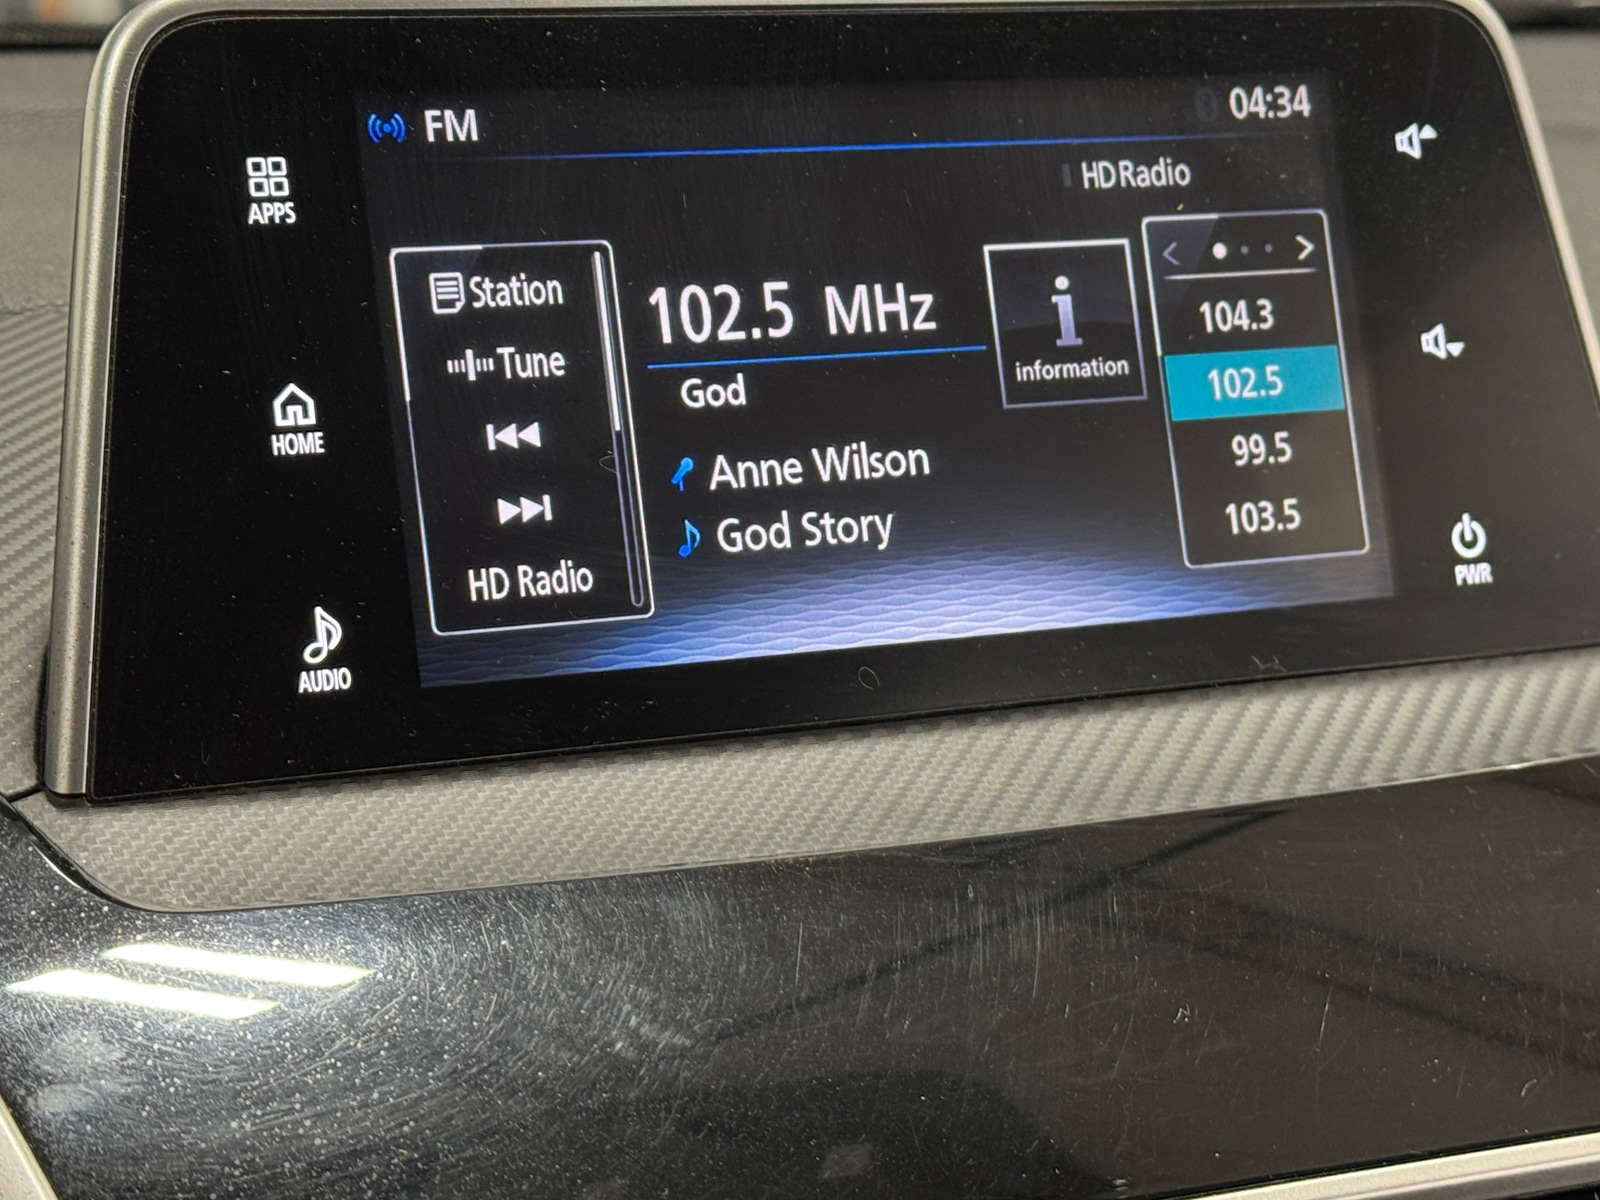 FM
04:34
HD Radio
APPS
Station
Tune
HD Radio
102.5 MHz
God
Anne Wilson
God Story
i
information
104.3
102.5
99.5
103.5
HOME
AUDIO
PWR